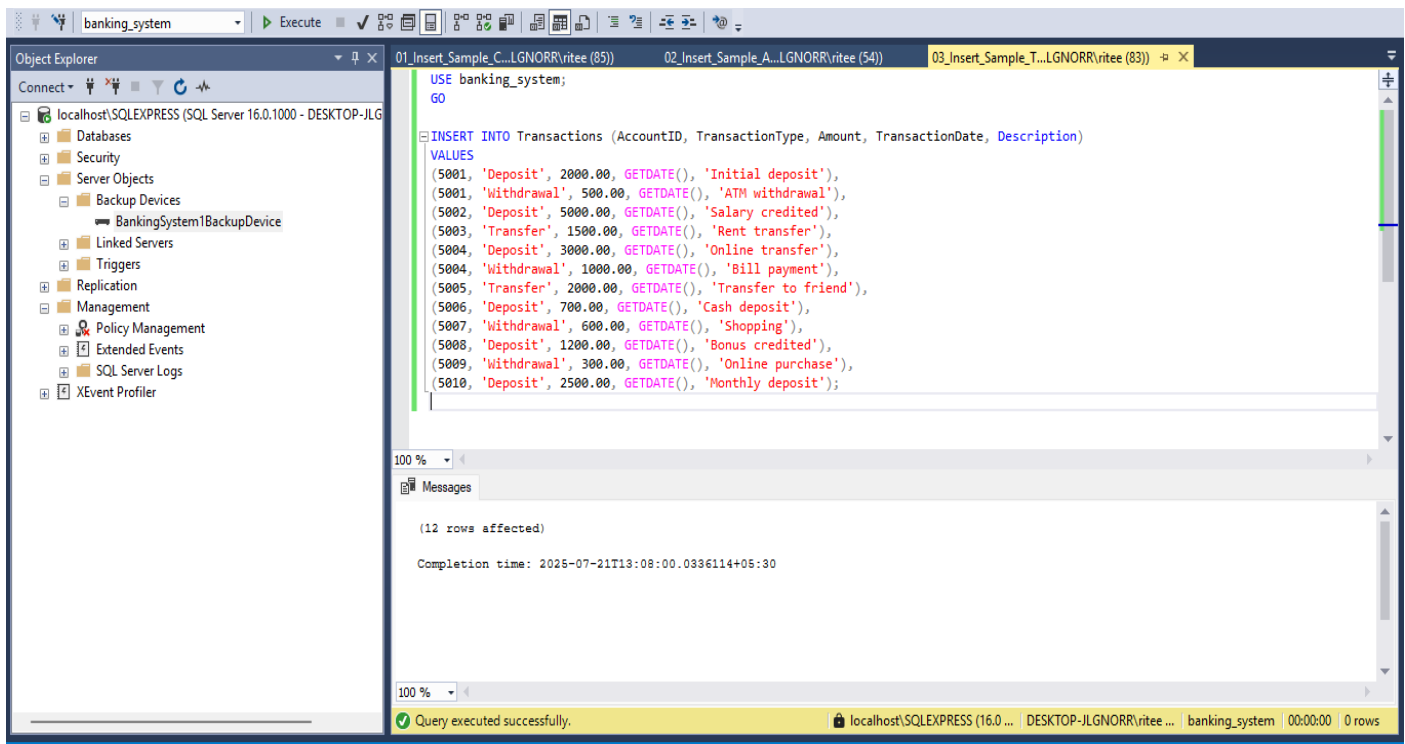 banking_system
Execute
Object Explorer
Connect
localhost\SQLEXPRESS (SQL Server 16.0.1000 - DESKTOP-JLG
Databases
Security
Server Objects
Backup Devices
BankingSystem1BackupDevice
Linked Servers
Triggers
Replication
Management
Policy Management
Extended Events
SQL Server Logs
XEvent Profiler
01_Insert_Sample_C...LGNORR\ritee (85))
02_Insert_Sample_A...LGNORR\ritee (54))
03_Insert_Sample_T...LGNORR\ritee (83))
USE banking_system;
GO
INSERT INTO Transactions (AccountID, TransactionType, Amount, TransactionDate, Description)
VALUES
(5001, 'Deposit', 2000.00, GETDATE(), 'Initial deposit'),
(5001, 'Withdrawal', 500.00, GETDATE(), 'ATM withdrawal'),
(5002, 'Deposit', 5000.00, GETDATE(), 'Salary credited'),
(5003, 'Transfer', 1500.00, GETDATE(), 'Rent transfer'),
(5004, 'Deposit', 3000.00, GETDATE(), 'Online transfer'),
(5004, 'Withdrawal', 1000.00, GETDATE(), 'Bill payment'),
(5005, 'Transfer', 2000.00, GETDATE(), 'Transfer to friend'),
(5006, 'Deposit', 700.00, GETDATE(), 'Cash deposit'),
(5007, 'Withdrawal', 600.00, GETDATE(), 'Shopping'),
(5008, 'Deposit', 1200.00, GETDATE(), 'Bonus credited'),
(5009, 'Withdrawal', 300.00, GETDATE(), 'Online purchase'),
(5010, 'Deposit', 2500.00, GETDATE(), 'Monthly deposit');
100 %
Messages
(12 rows affected)
Completion time: 2025-07-21T13:08:00.0336114+05:30
100 %
Query executed successfully.
localhost\SQLEXPRESS (16.0 ...
DESKTOP-JLGNORR\ritee ...
banking_system
00:00:00
0 rows